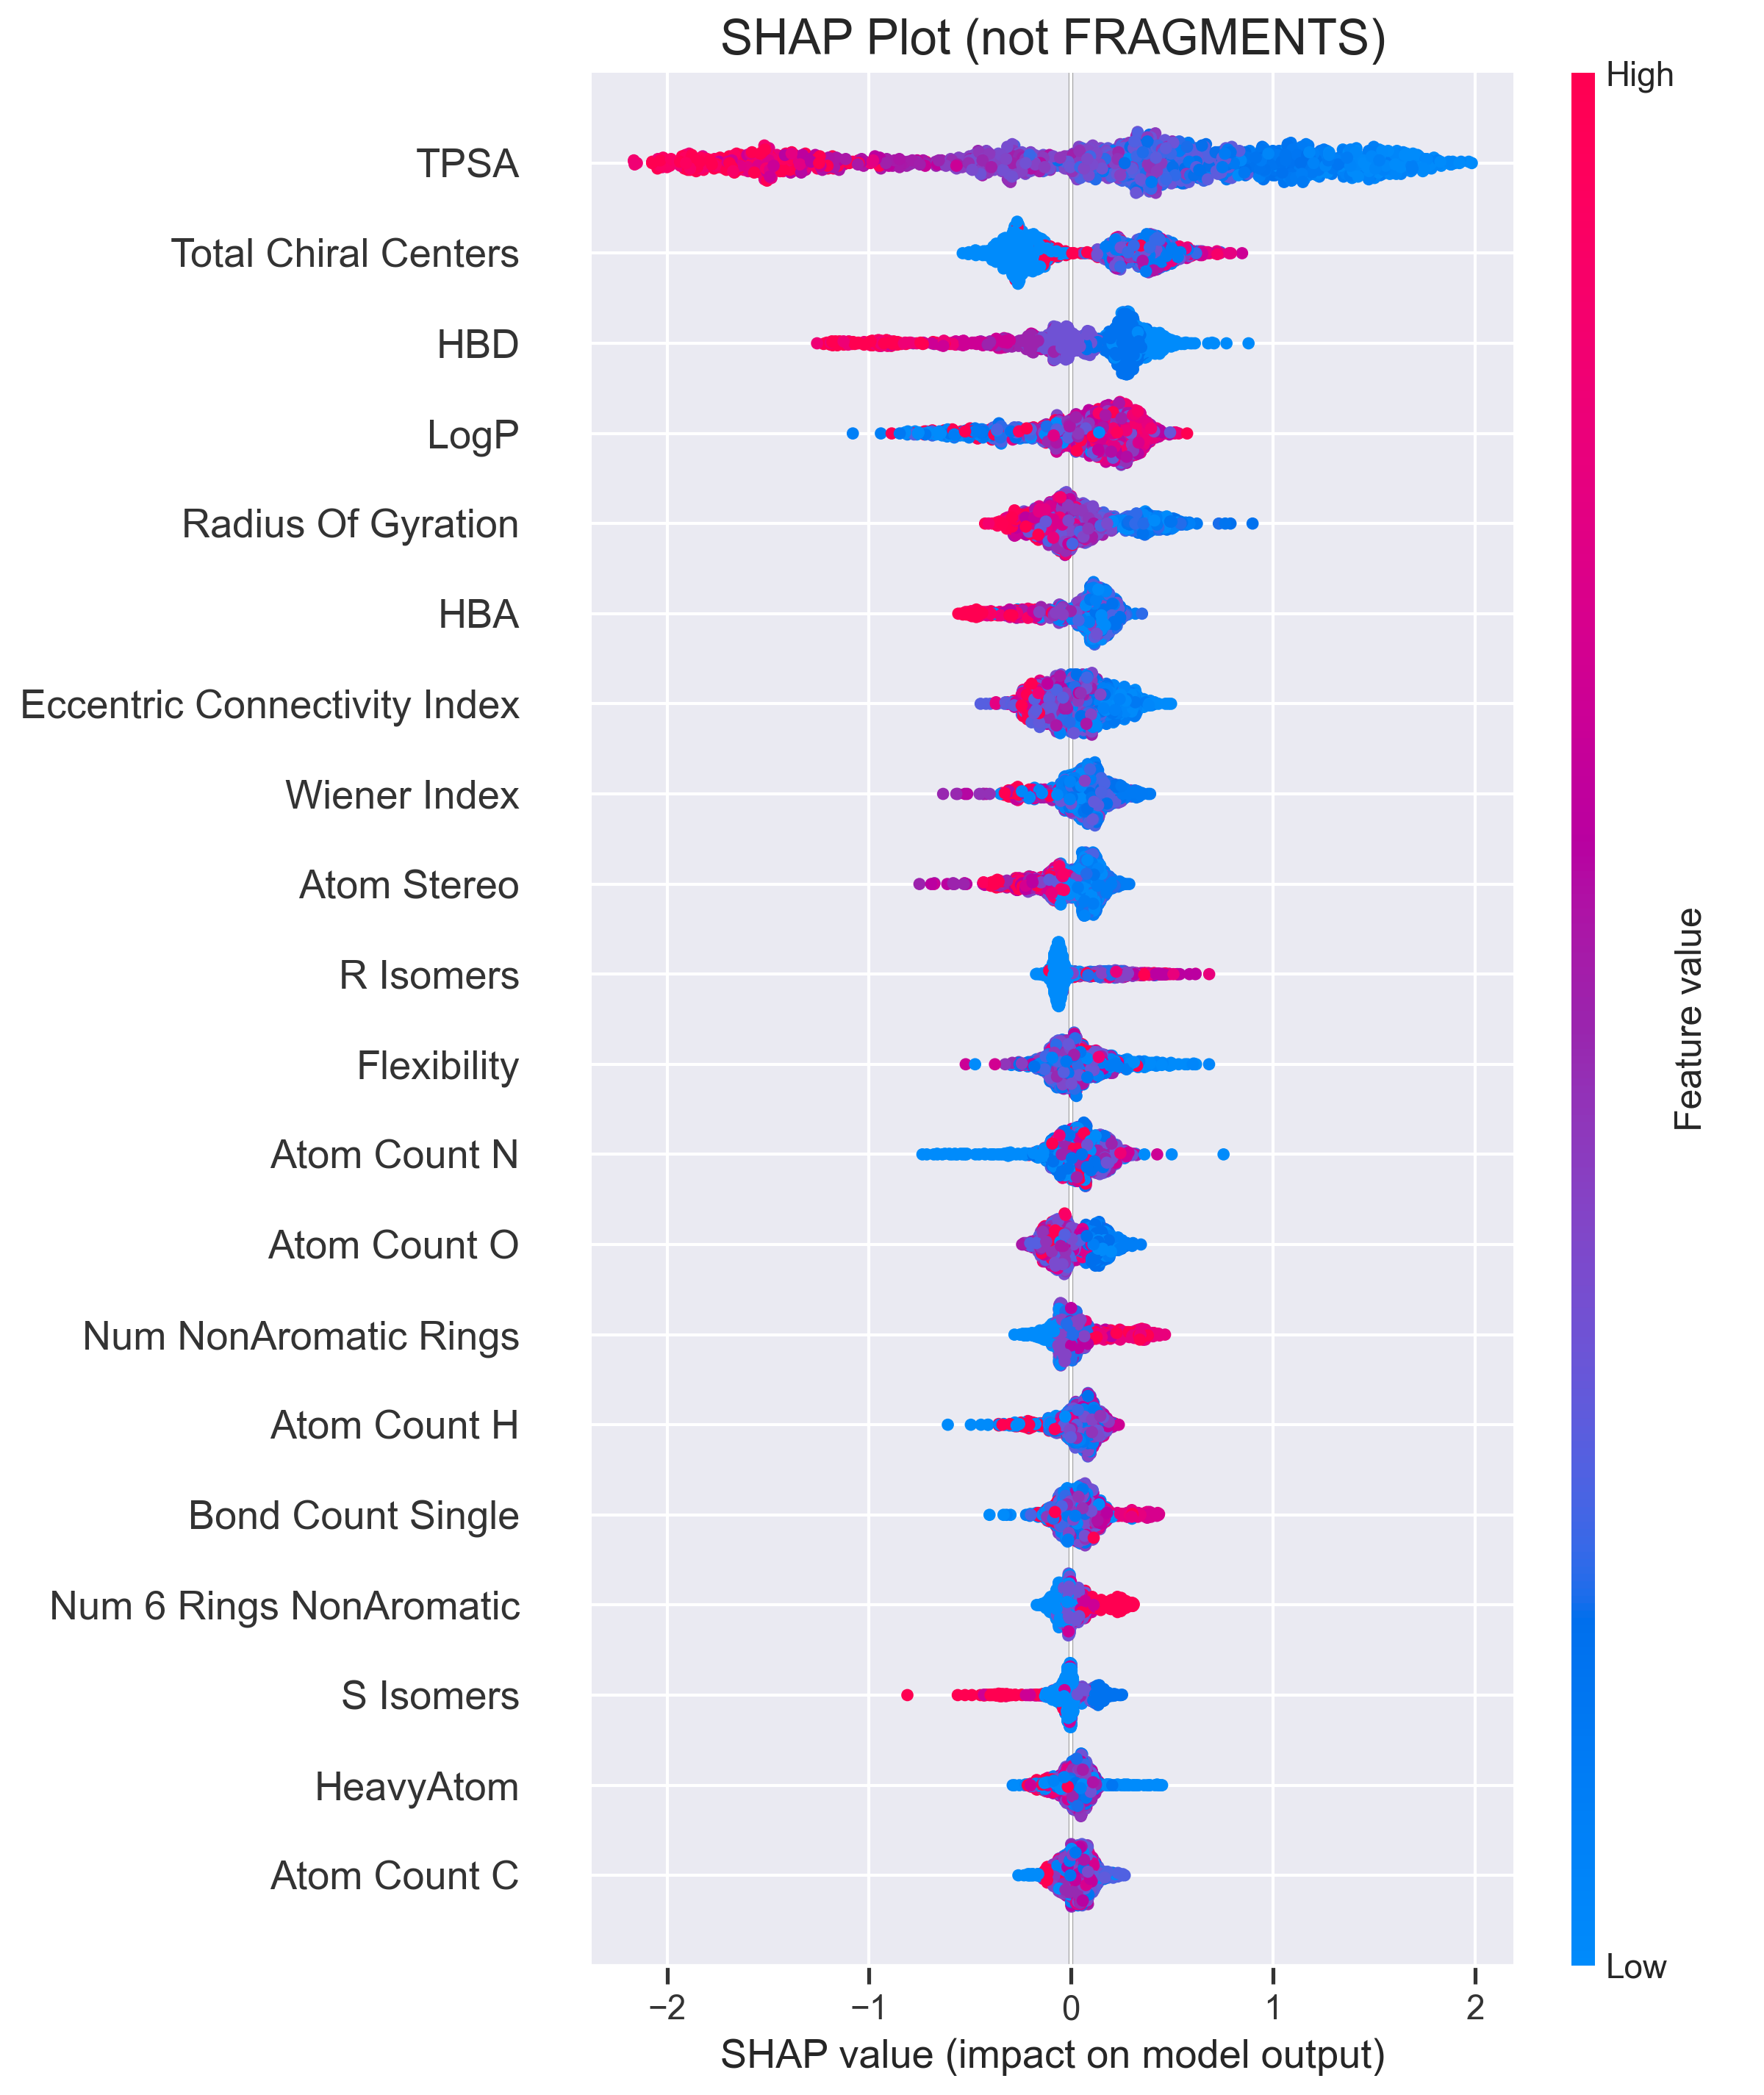 SHAP Plot (not FRAGMENTS)
High
TPSA
Total Chiral Centers
HBD
LogP
Radius Of Gyration
HBA
Eccentric Connectivity Index
Wiener Index
Atom Stereo
R Isomers
Flexibility
Atom Count N
Atom Count O
Num NonAromatic Rings
Atom Count H
Bond Count Single
Num 6 Rings NonAromatic
S Isomers
HeavyAtom
Atom Count C
Feature value
Low
−2 −1 0 1 2
SHAP value (impact on model output)